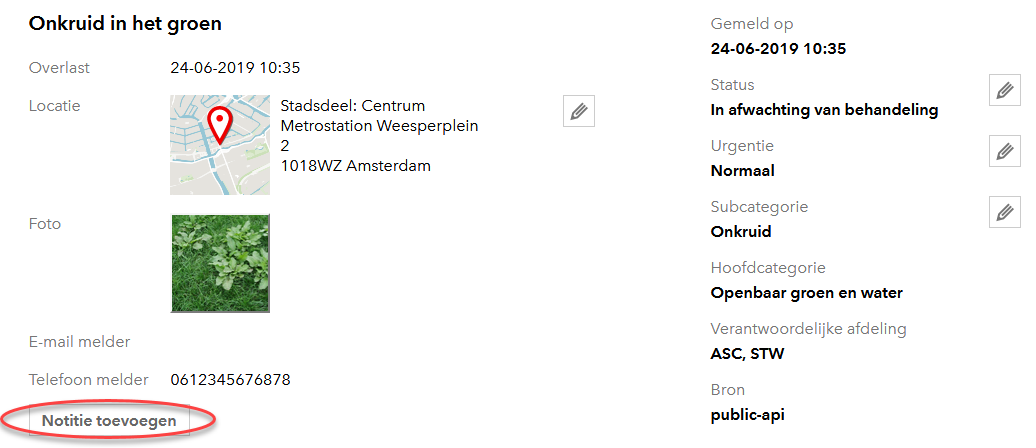 Onkruid in het groen
Overlast 24-06-2019 10:35
Locatie Stadsdeel: Centrum
Metrostation Weesperplein
2
1018WZ Amsterdam
Foto
E-mail melder
Telefoon melder 0612345676878
Notitie toevoegen
Gemeld op
24-06-2019 10:35
Status
In afwachting van behandeling
Urgentie
Normaal
Subcategorie
Onkruid
Hoofdcategorie
Openbaar groen en water
Verantwoordelijke afdeling
ASC, STW
Bron
public-api